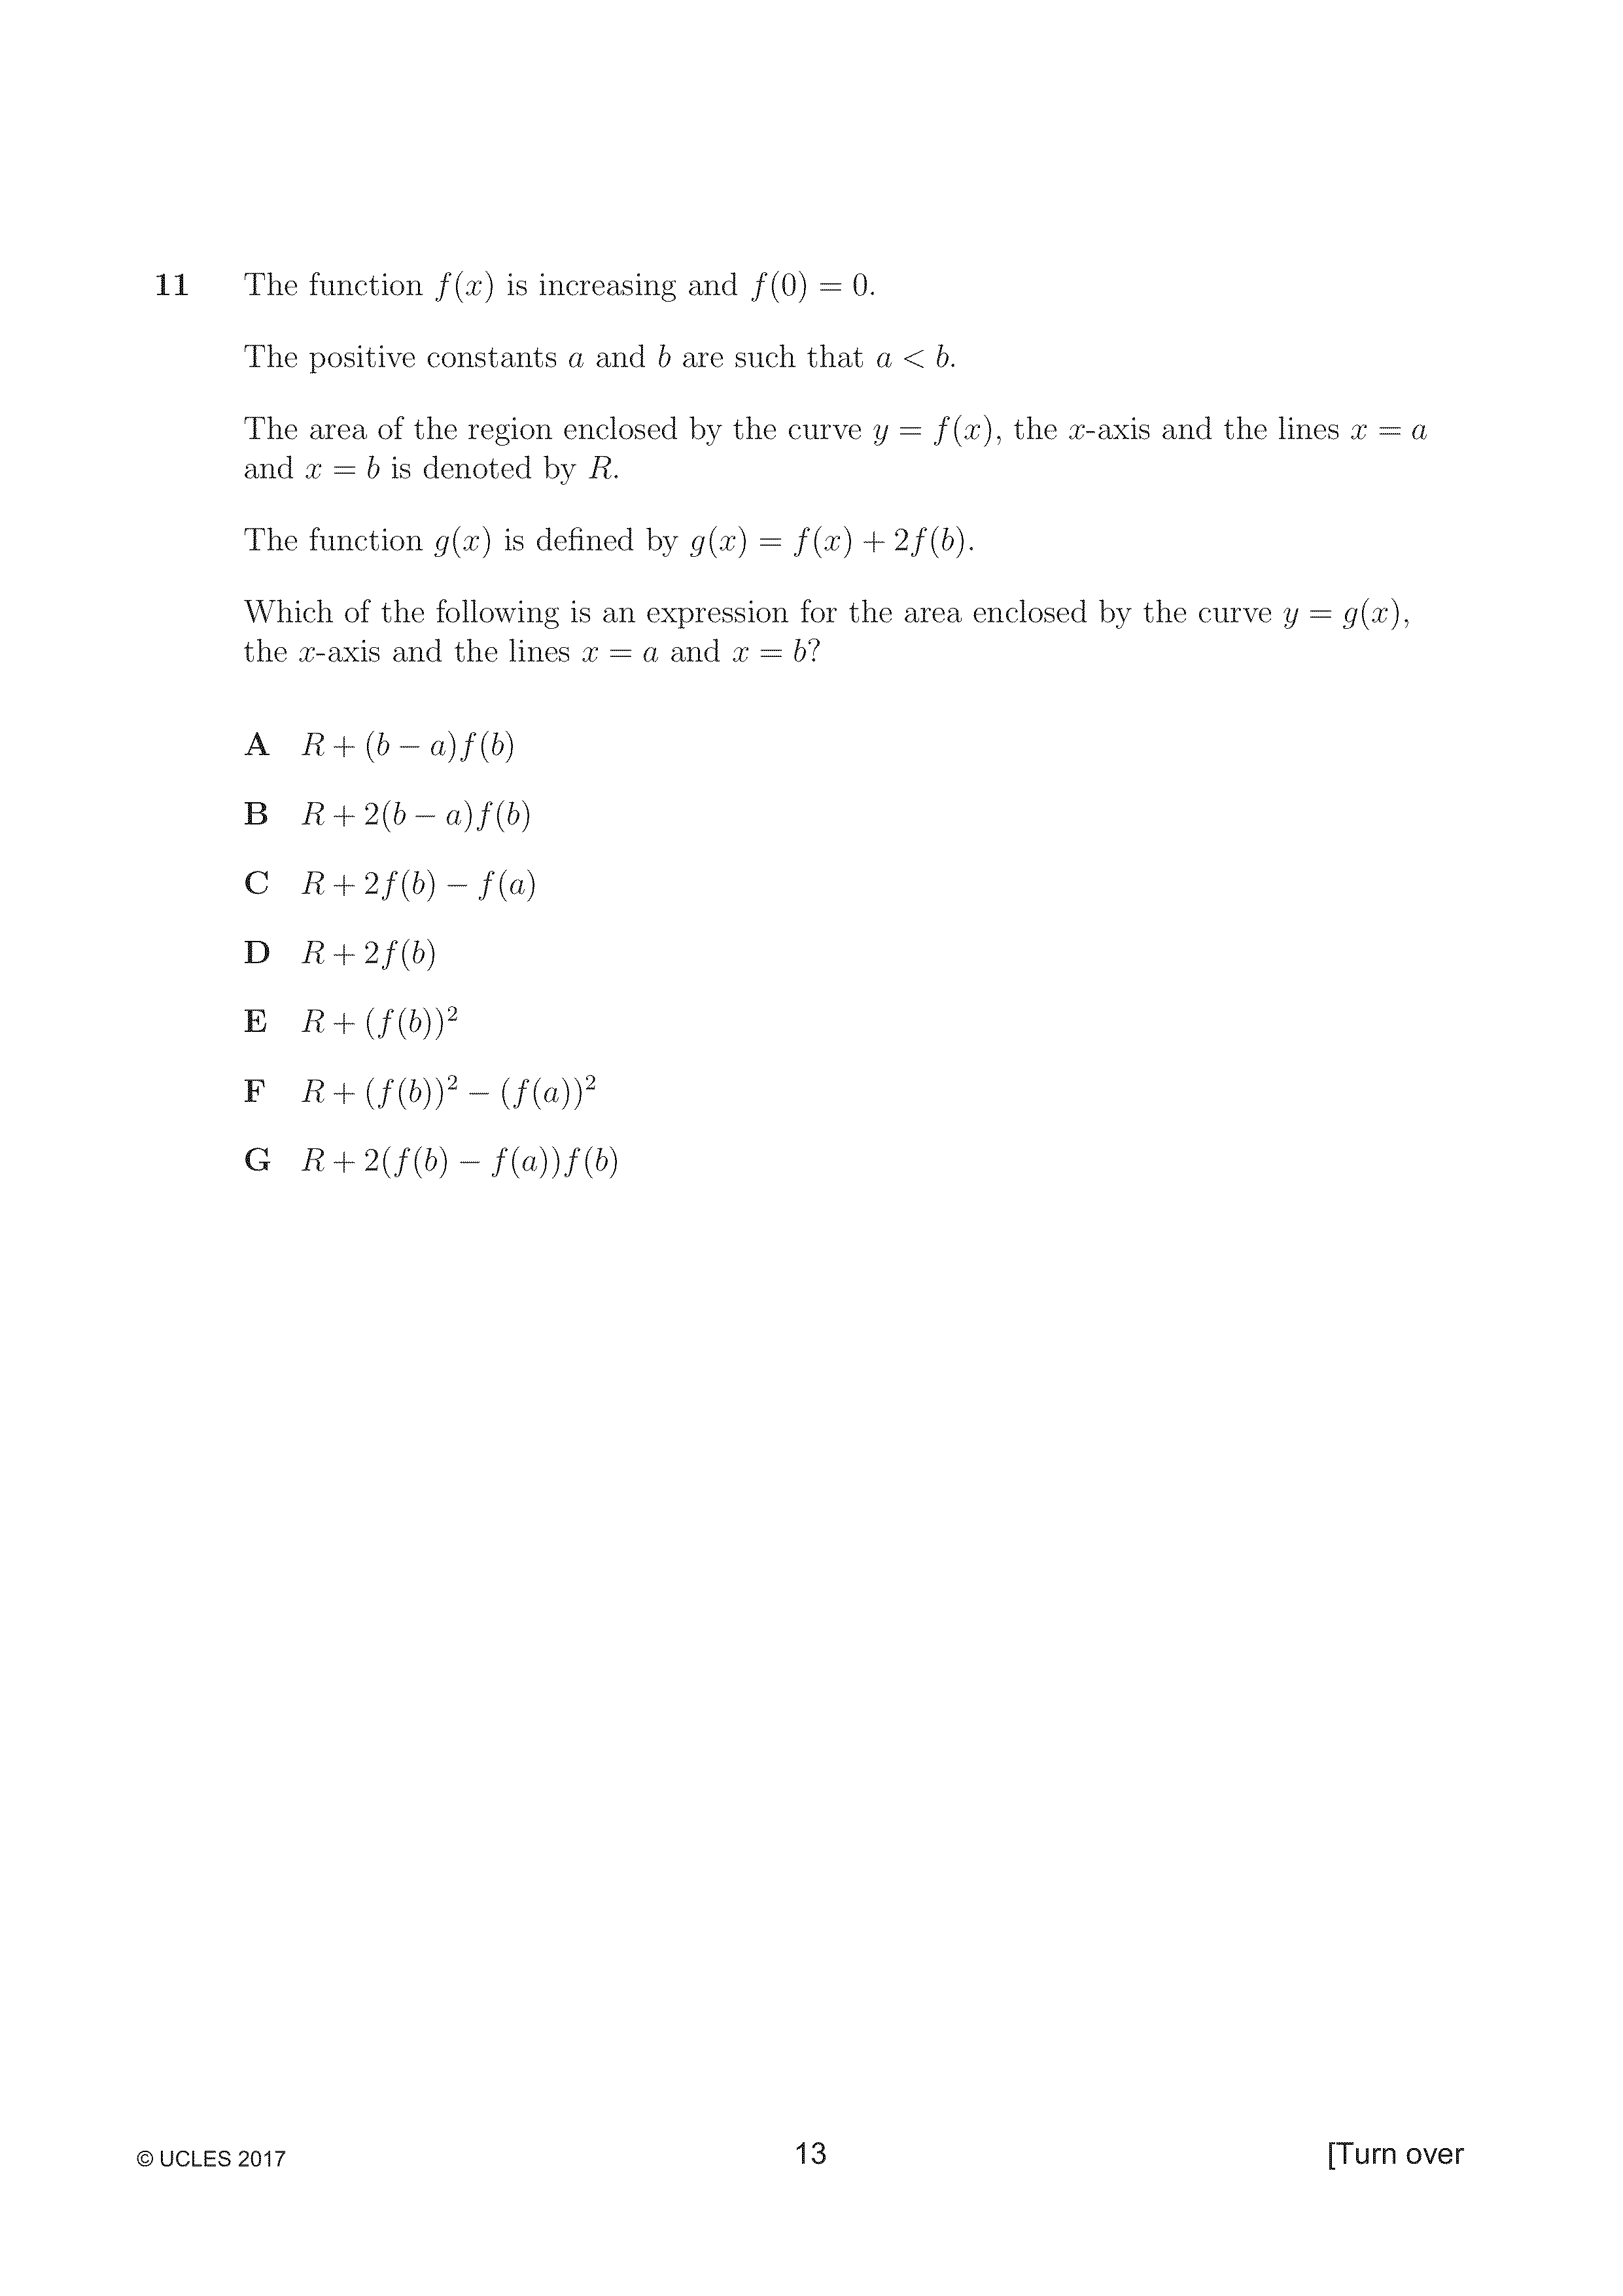 11 The function f(x) is increasing and f(0) = 0.
The positive constants a and b are such that a < b.
The area of the region enclosed by the curve y = f(x), the x-axis and the lines x = a
and x = b is denoted by R.
The function g(x) is defined by g(x) = f(x) + 2f(b).
Which of the following is an expression for the area enclosed by the curve y = g(x),
the x-axis and the lines x = a and x = b?
A R + (b − a)f(b)
B R + 2(b − a)f(b)
C R + 2f(b) − f(a)
D R + 2f(b)
E R + (f(b))²
F R + (f(b))² − (f(a))²
G R + 2(f(b) − f(a))f(b)
© UCLES 2017 13 [Turn over